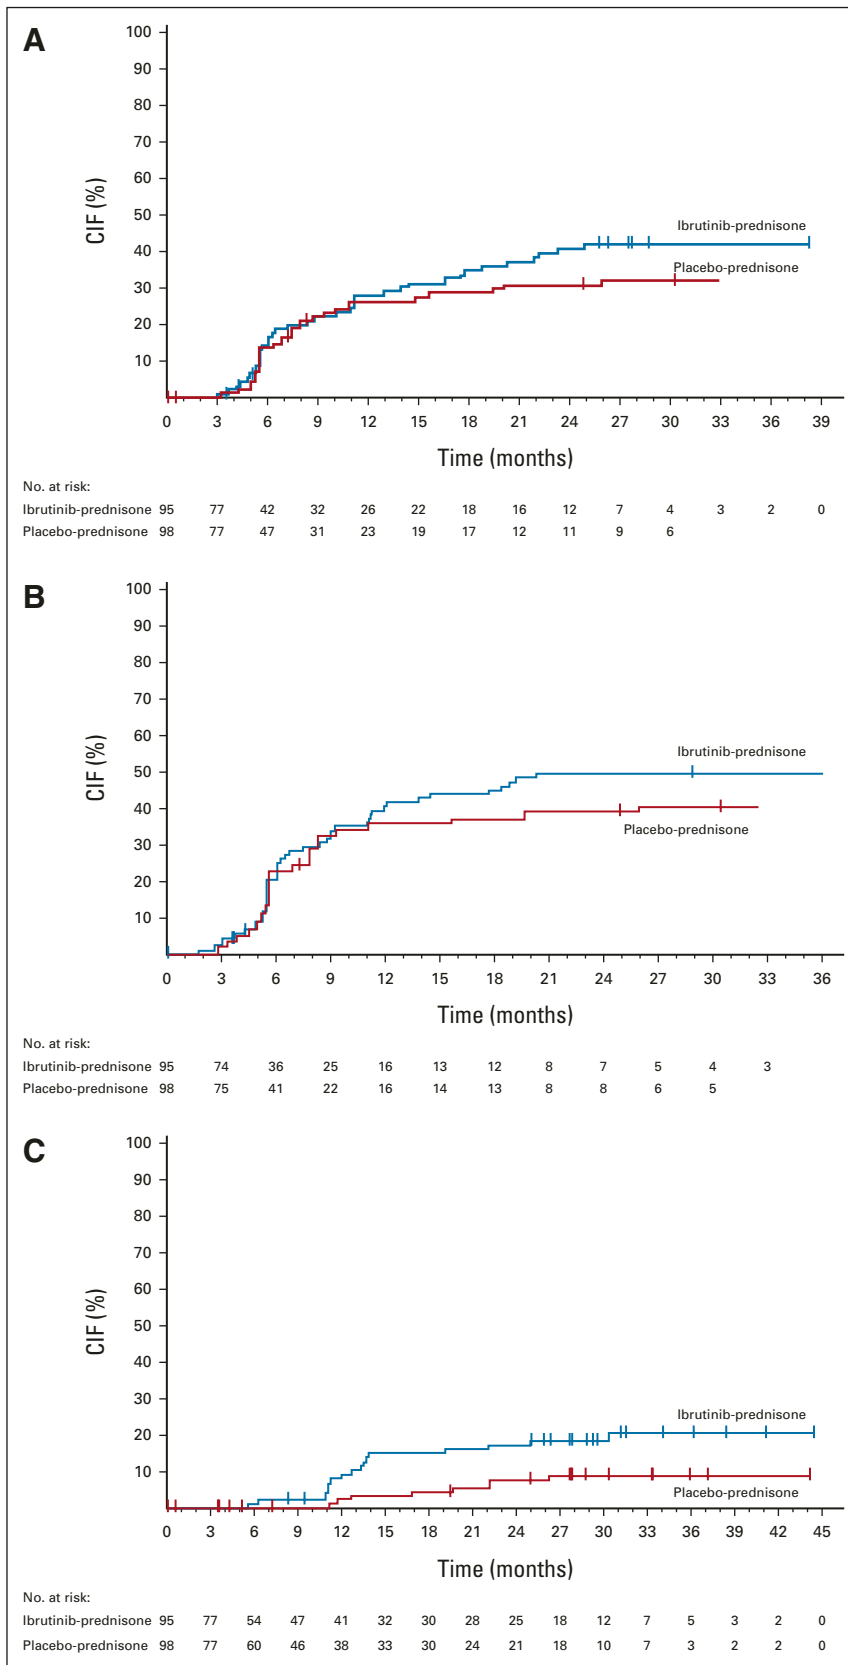 A
100
90
80
70
60
50
40
30
20
10
CIF (%)
Ibrutinib-prednisone
Placebo-prednisone
0 3 6 9 12 15 18 21 24 27 30 33 36 39
Time (months)
No. at risk:
Ibrutinib-prednisone 95 77 42 32 26 22 18 16 12 7 4 3 2 0
Placebo-prednisone 98 77 47 31 23 19 17 12 11 9 6
B
100
90
80
70
60
50
40
30
20
10
CIF (%)
Ibrutinib-prednisone
Placebo-prednisone
0 3 6 9 12 15 18 21 24 27 30 33 36
Time (months)
No. at risk:
Ibrutinib-prednisone 95 74 36 25 16 13 12 8 7 5 4 3
Placebo-prednisone 98 75 41 22 16 14 13 8 8 6 5
C
100
90
80
70
60
50
40
30
20
10
CIF (%)
Ibrutinib-prednisone
Placebo-prednisone
0 3 6 9 12 15 18 21 24 27 30 33 36 39 42 45
Time (months)
No. at risk:
Ibrutinib-prednisone 95 77 54 47 41 32 30 28 25 18 12 7 5 3 2 0
Placebo-prednisone 98 77 60 46 38 33 30 24 21 18 10 7 3 2 2 0